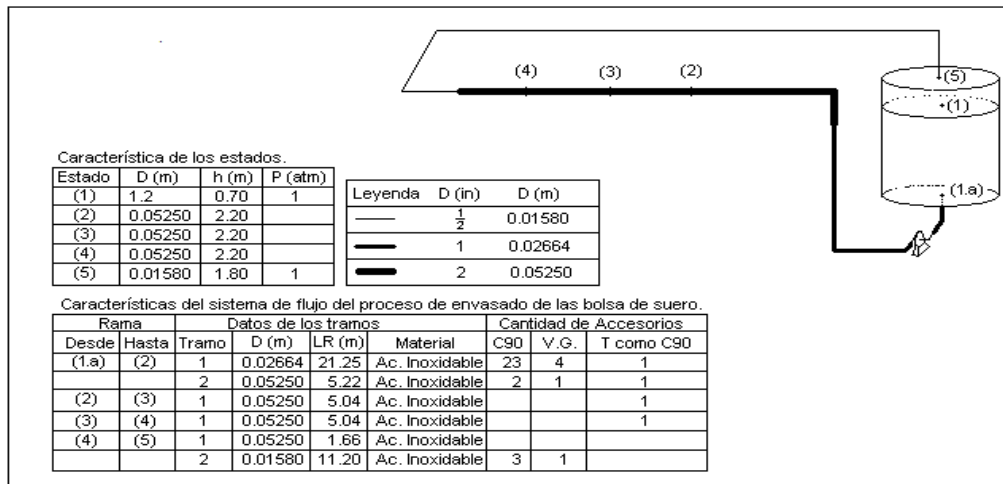 (4) (3) (2)
(5)
(1)
(1.a)
Característica de los estados.
Estado D (m) h (m) P (atm)
(1) 1.2 0.70 1
(2) 0.05250 2.20
(3) 0.05250 2.20
(4) 0.05250 2.20
(5) 0.01580 1.80 1
Leyenda D (in) D (m)
1/2 0.01580
1 0.02664
2 0.05250
Características del sistema de flujo del proceso de envasado de las bolsa de suero.
Rama Datos de los tramos Cantidad de Accesorios
Desde Hasta Tramo D (m) LR (m) Material C90 V.G. T como C90
(1.a) (2) 1 0.02664 21.25 Ac. Inoxidable 23 4 1
2 0.05250 5.22 Ac. Inoxidable 2 1 1
(2) (3) 1 0.05250 5.04 Ac. Inoxidable 1
(3) (4) 1 0.05250 5.04 Ac. Inoxidable 1
(4) (5) 1 0.05250 1.66 Ac. Inoxidable
2 0.01580 11.20 Ac. Inoxidable 3 1